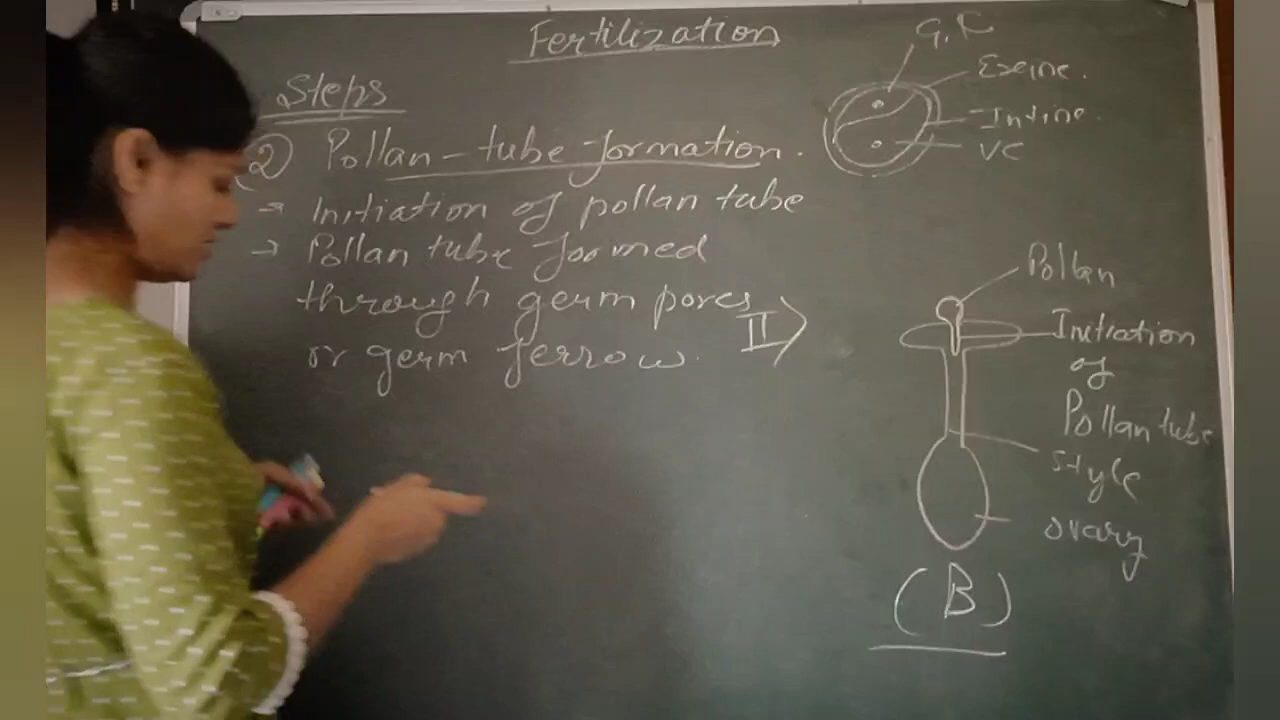 Fertilization
Steps
(2) Pollan-tube formation.
→ Initiation of pollan tube
→ Pollan tube formed
through germ pores
or germ ferrow.
II
G.C
Exine.
Intine.
VC
Pollan
Initiation
of
Pollan tube
style
ovary
(B)